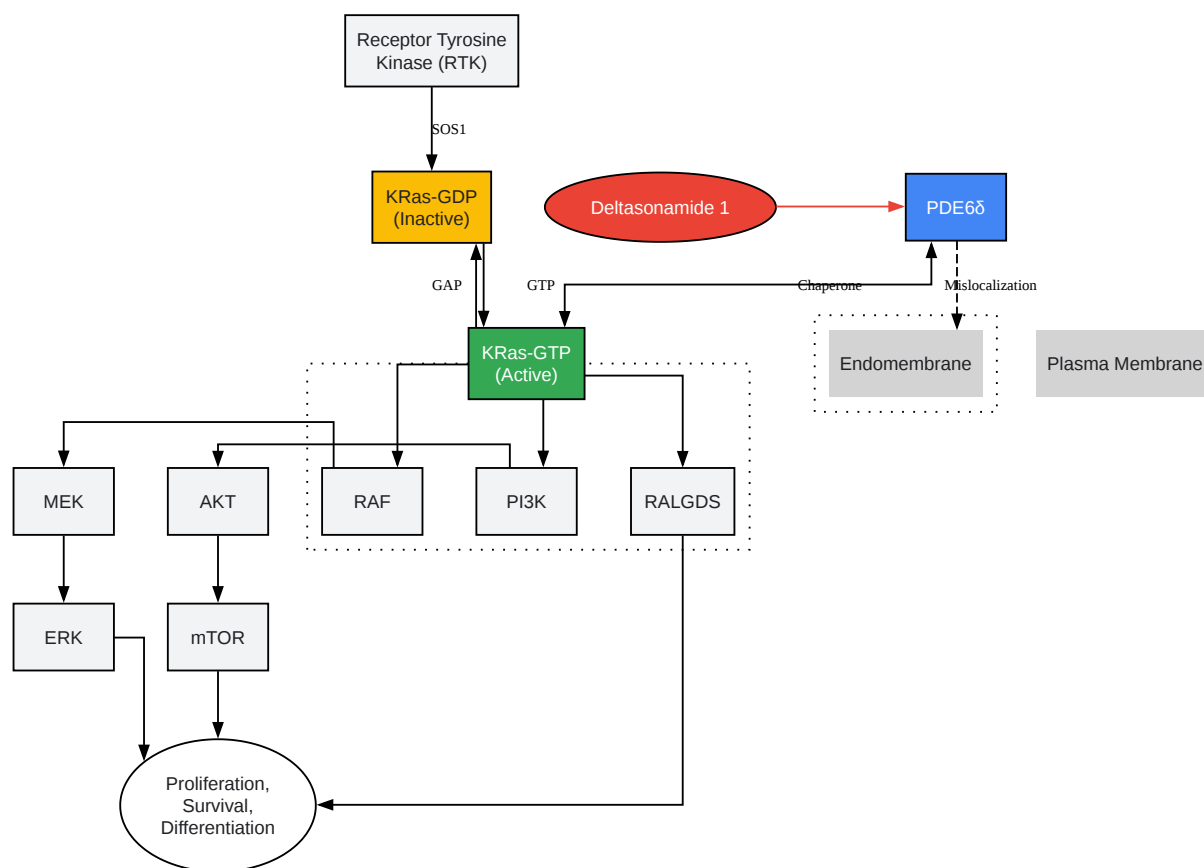 Receptor Tyrosine
Kinase (RTK)
SOS1
KRas-GDP
(Inactive)
Deltasonamide 1
PDE6δ
GAP
GTP
Chaperone
Mislocalization
KRas-GTP
(Active)
Endomembrane
Plasma Membrane
MEK
AKT
RAF
PI3K
RALGDS
ERK
mTOR
Proliferation,
Survival,
Differentiation